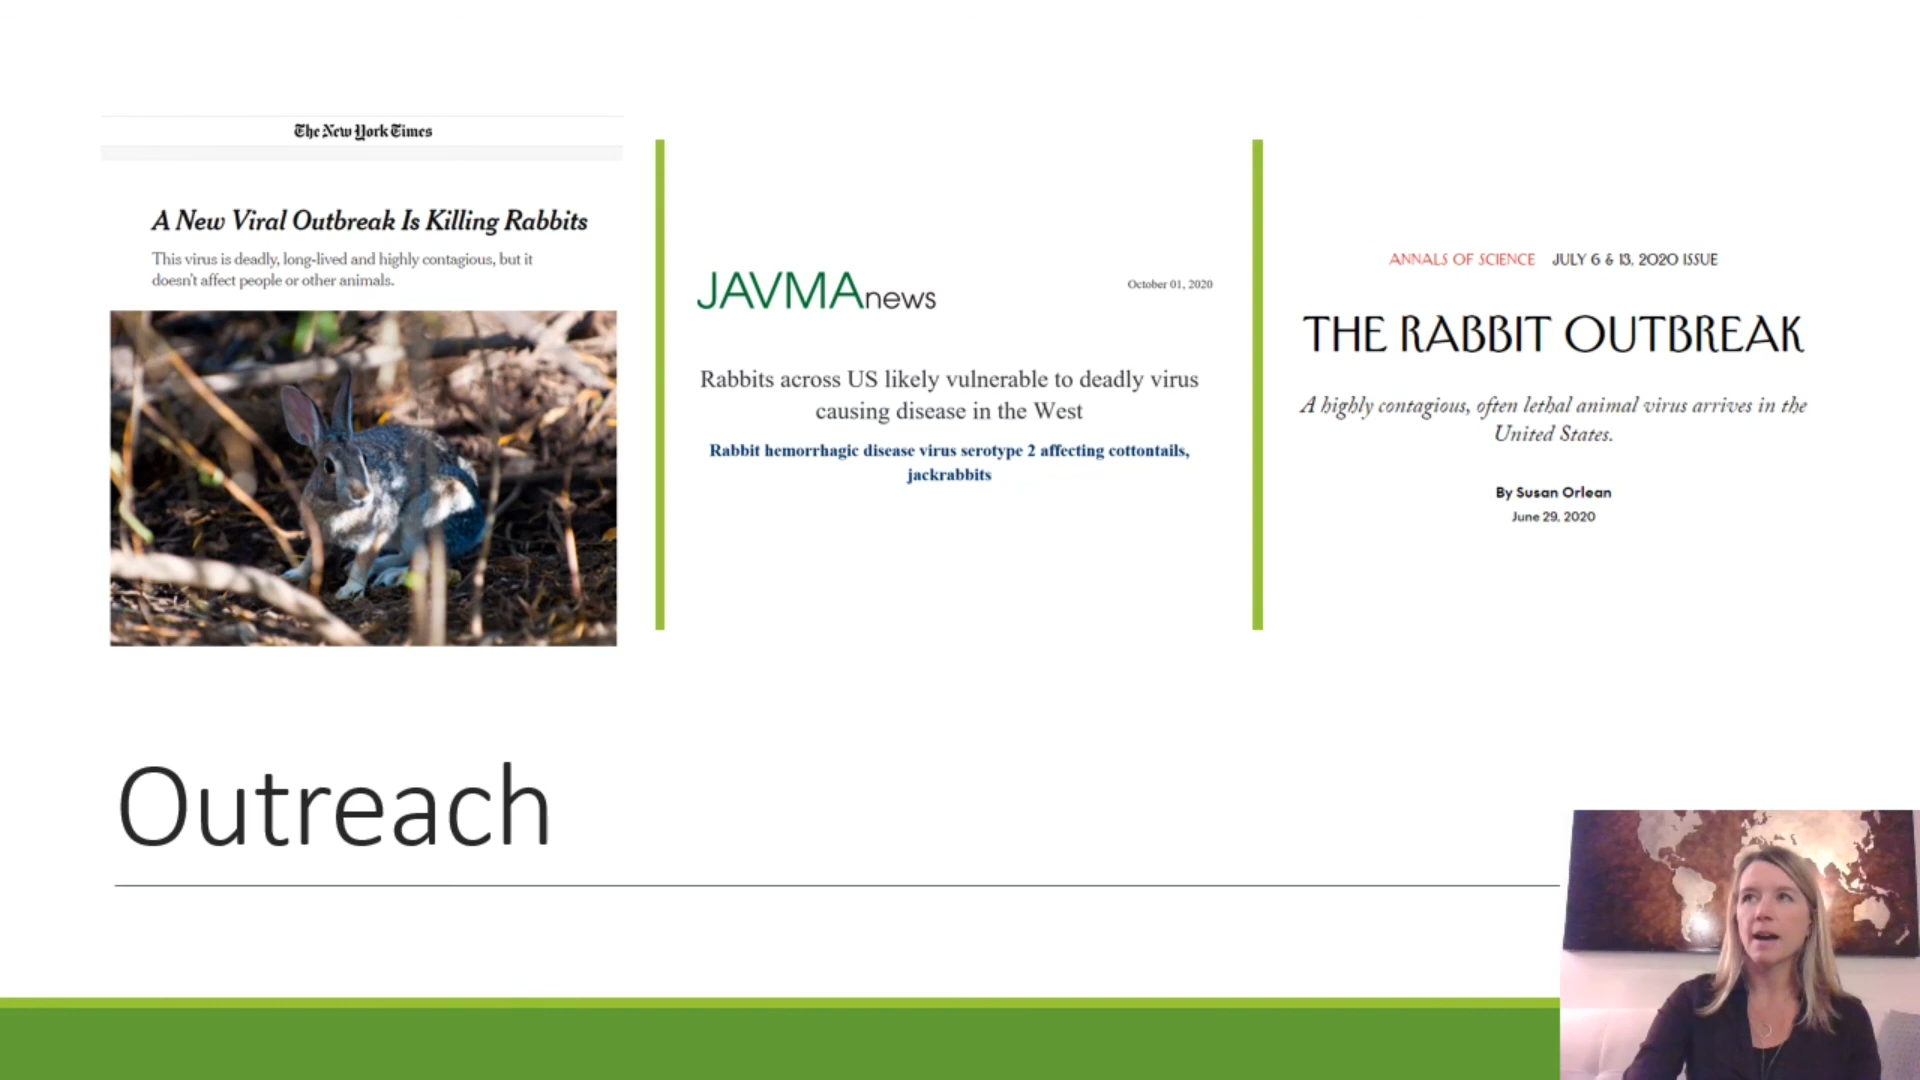 The New York Times
A New Viral Outbreak Is Killing Rabbits
This virus is deadly, long-lived and highly contagious, but it
doesn't affect people or other animals.
JAVMAnews
October 01, 2020
Rabbits across US likely vulnerable to deadly virus
causing disease in the West
Rabbit hemorrhagic disease virus serotype 2 affecting cottontails,
jackrabbits
ANNALS OF SCIENCE JULY 6 & 13, 2020 ISSUE
THE RABBIT OUTBREAK
A highly contagious, often lethal animal virus arrives in the
United States.
By Susan Orlean
June 29, 2020
Outreach